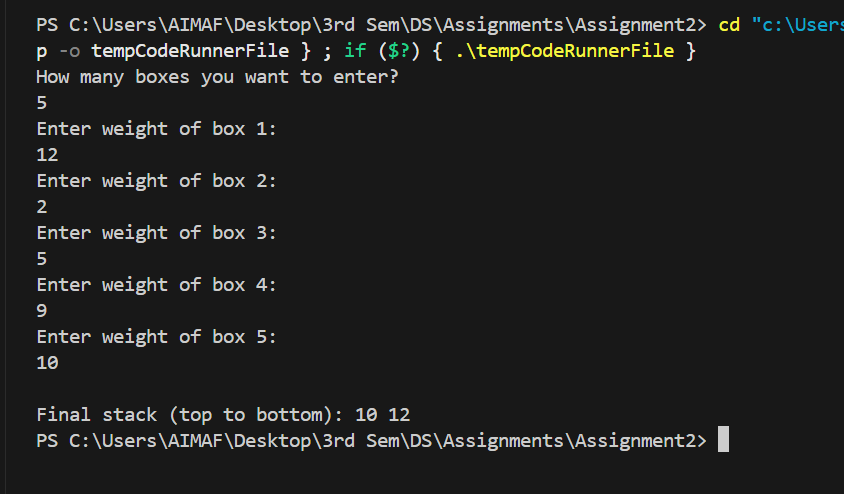 PS C:\Users\AIMAF\Desktop\3rd Sem\DS\Assignments\Assignment2> cd "c:\Users
p -o tempCodeRunnerFile } ; if ($?) { .\tempCodeRunnerFile }
How many boxes you want to enter?
5
Enter weight of box 1:
12
Enter weight of box 2:
2
Enter weight of box 3:
5
Enter weight of box 4:
9
Enter weight of box 5:
10
Final stack (top to bottom): 10 12
PS C:\Users\AIMAF\Desktop\3rd Sem\DS\Assignments\Assignment2>